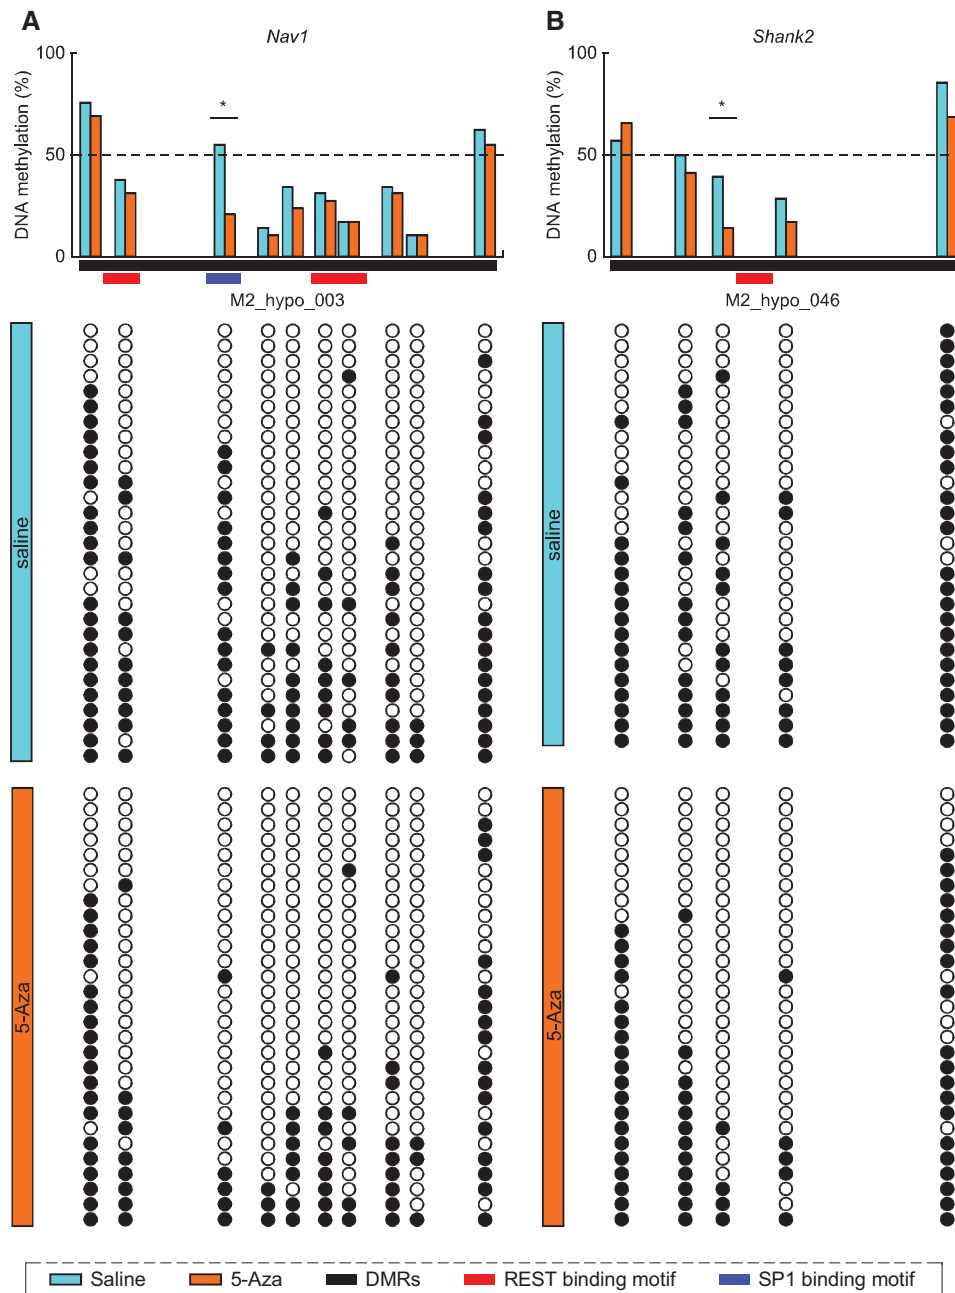 A
B
Nav1
Shank2
DNA methylation (%)
100
50
0
*
DNA methylation (%)
100
50
0
*
M2_hypo_003
M2_hypo_046
saline
saline
5-Aza
5-Aza
Saline
5-Aza
DMRs
REST binding motif
SP1 binding motif